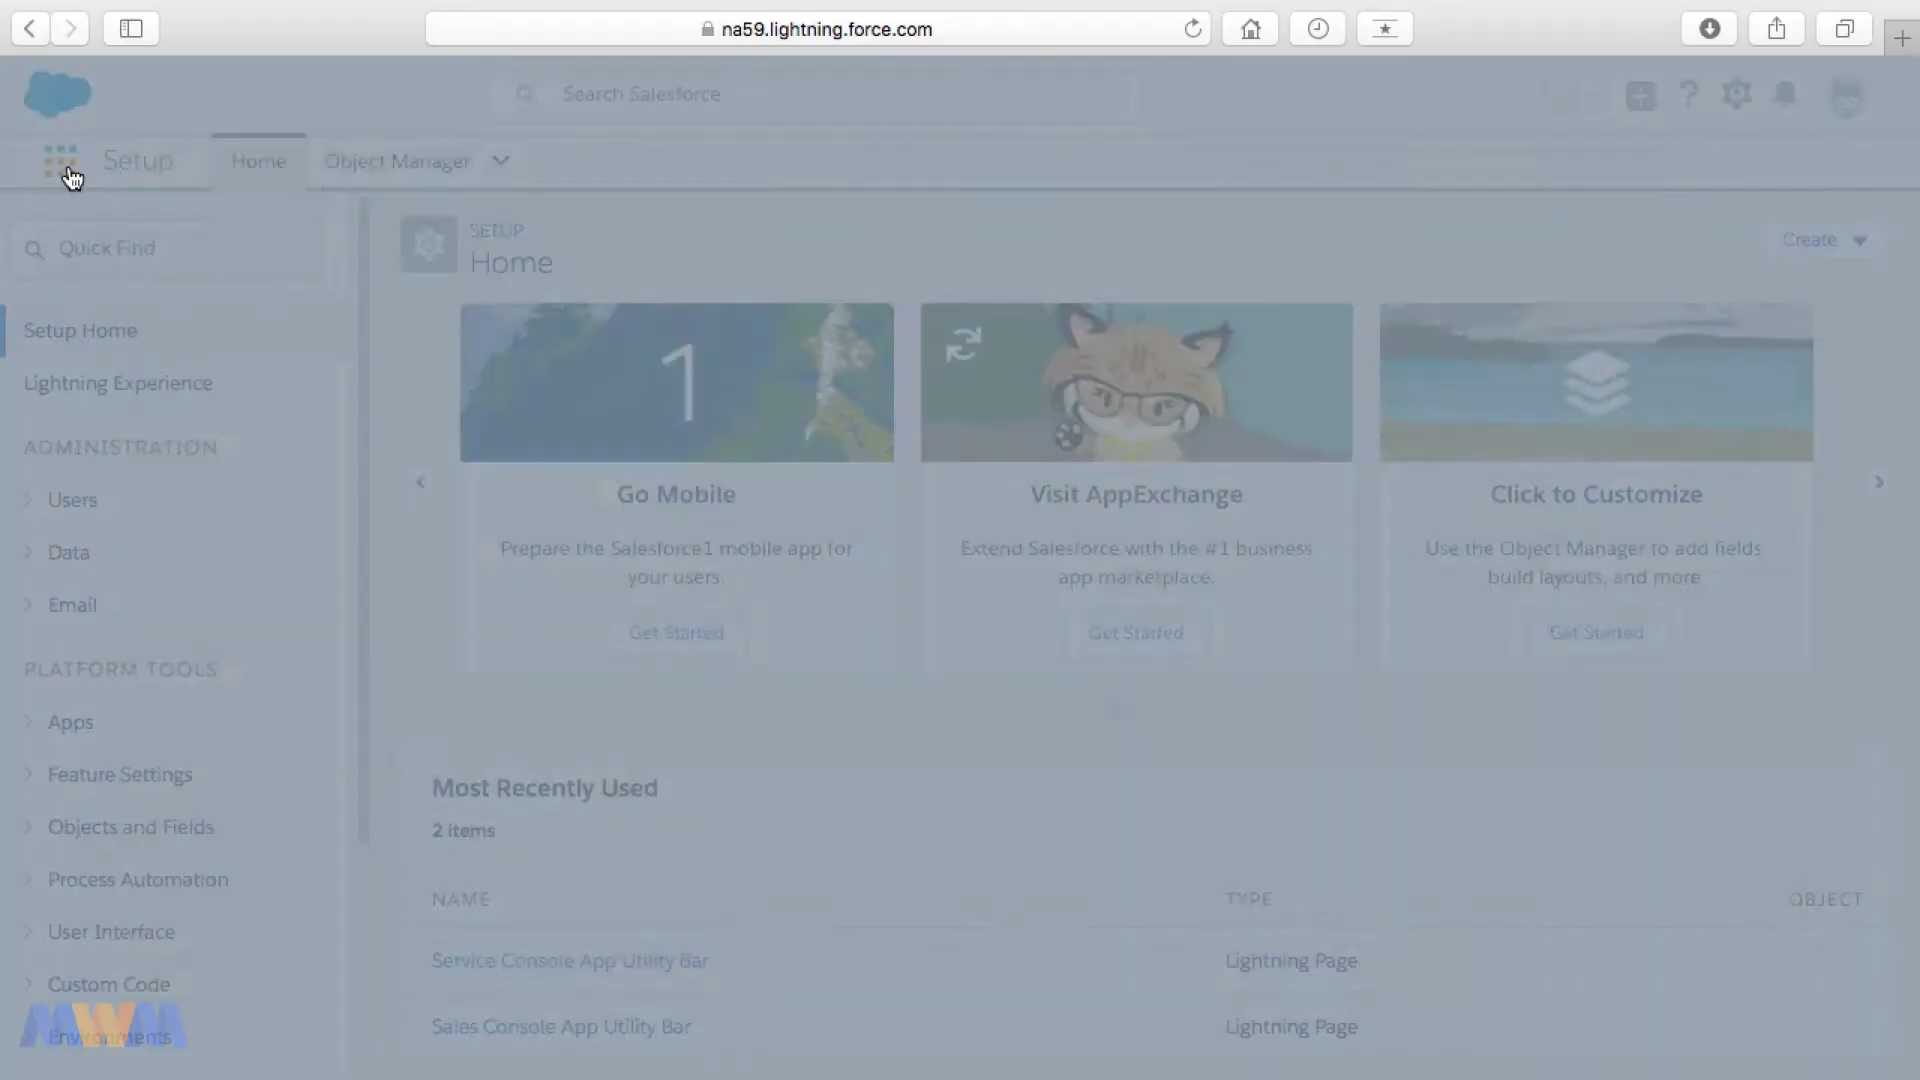 na59.lightning.force.com
Search Salesforce
Setup
Home
Object Manager
Quick Find
Setup Home
Lightning Experience
ADMINISTRATION
Users
Data
Email
PLATFORM TOOLS
Apps
Feature Settings
Objects and Fields
Process Automation
User Interface
Custom Code
Environments
MWM
SETUP
Home
Create
1
Go Mobile
Prepare the Salesforce1 mobile app for
your users.
Get Started
Visit AppExchange
Extend Salesforce with the #1 business
app marketplace.
Get Started
Click to Customize
Use the Object Manager to add fields
build layouts, and more
Get Started
Most Recently Used
2 items
NAME TYPE OBJECT
Service Console App Utility Bar Lightning Page
Sales Console App Utility Bar Lightning Page